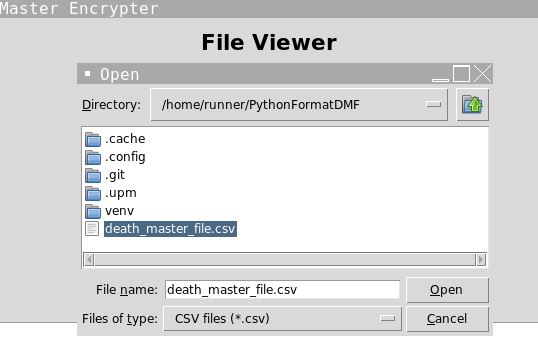 Master Encrypter
File Viewer
Open
Directory: /home/runner/PythonFormatDMF
.cache
.config
.git
.upm
venv
death_master_file.csv
File name: death_master_file.csv Open
Files of type: CSV files (*.csv) Cancel